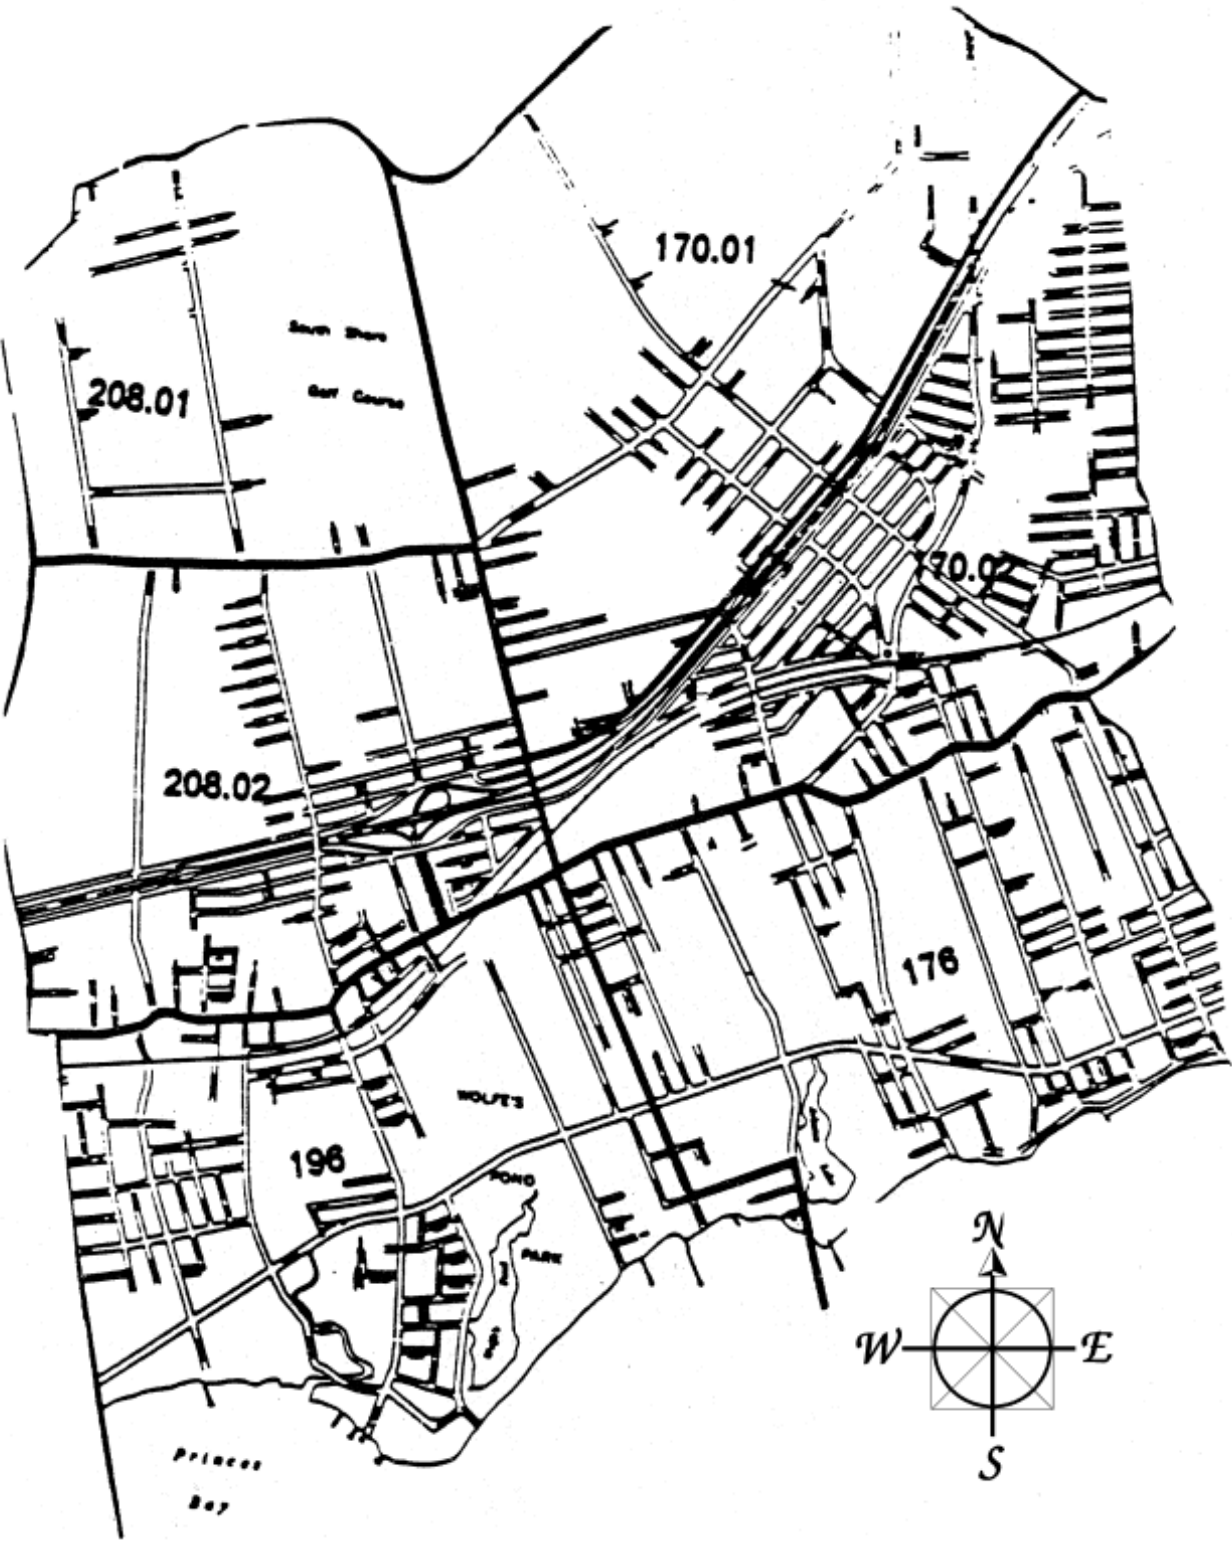 170.01
South Shore
208.01
Golf Course
70.02
208.02
176
WOLFE'S
196
POND
PARK
Pond
N
W
E
S
Princes
Bay